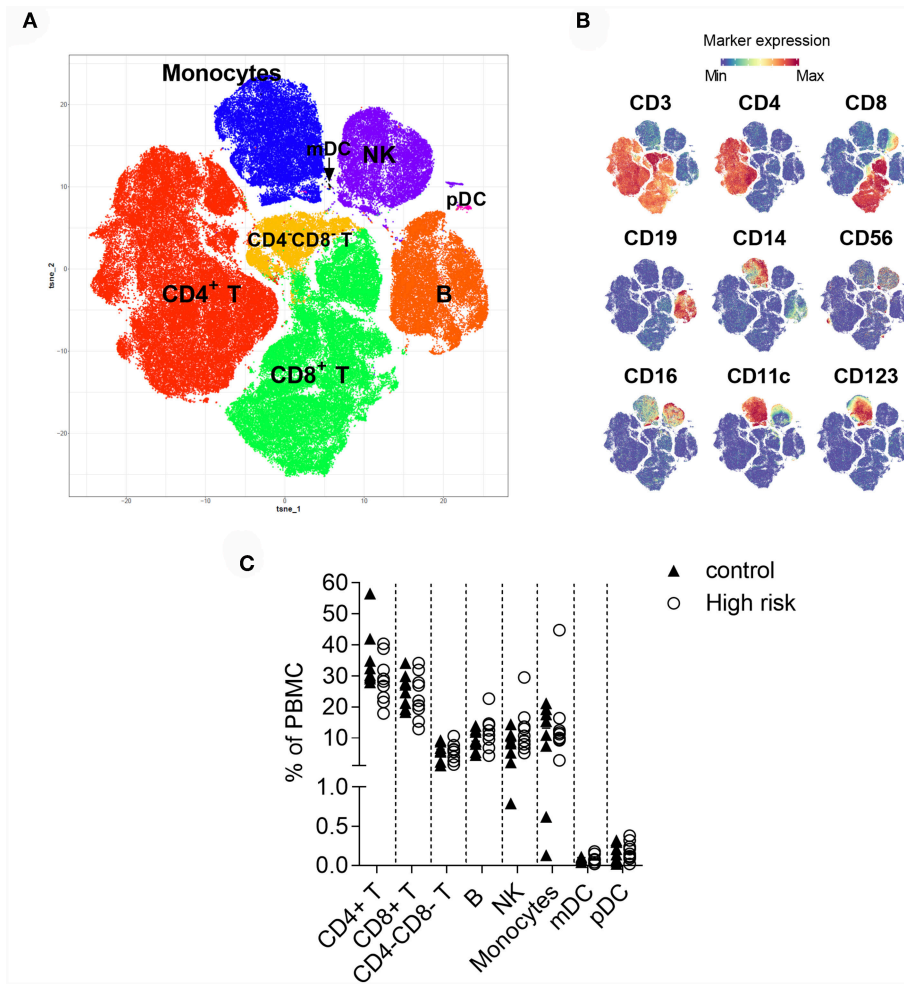 A
Monocytes
mDC
NK
pDC
CD4⁻CD8⁻ T
CD4⁺ T
B
CD8⁺ T
20
10
0
−10
−20
tsne_2
−20
−10
0
10
20
tsne_1
B
Marker expression
Min
Max
CD3
CD4
CD8
CD19
CD14
CD56
CD16
CD11c
CD123
C
control
High risk
% of PBMC
60
50
40
30
20
10
1.0
0.5
0.0
CD4+ T
CD8+ T
CD4-CD8- T
B
NK
Monocytes
mDC
pDC